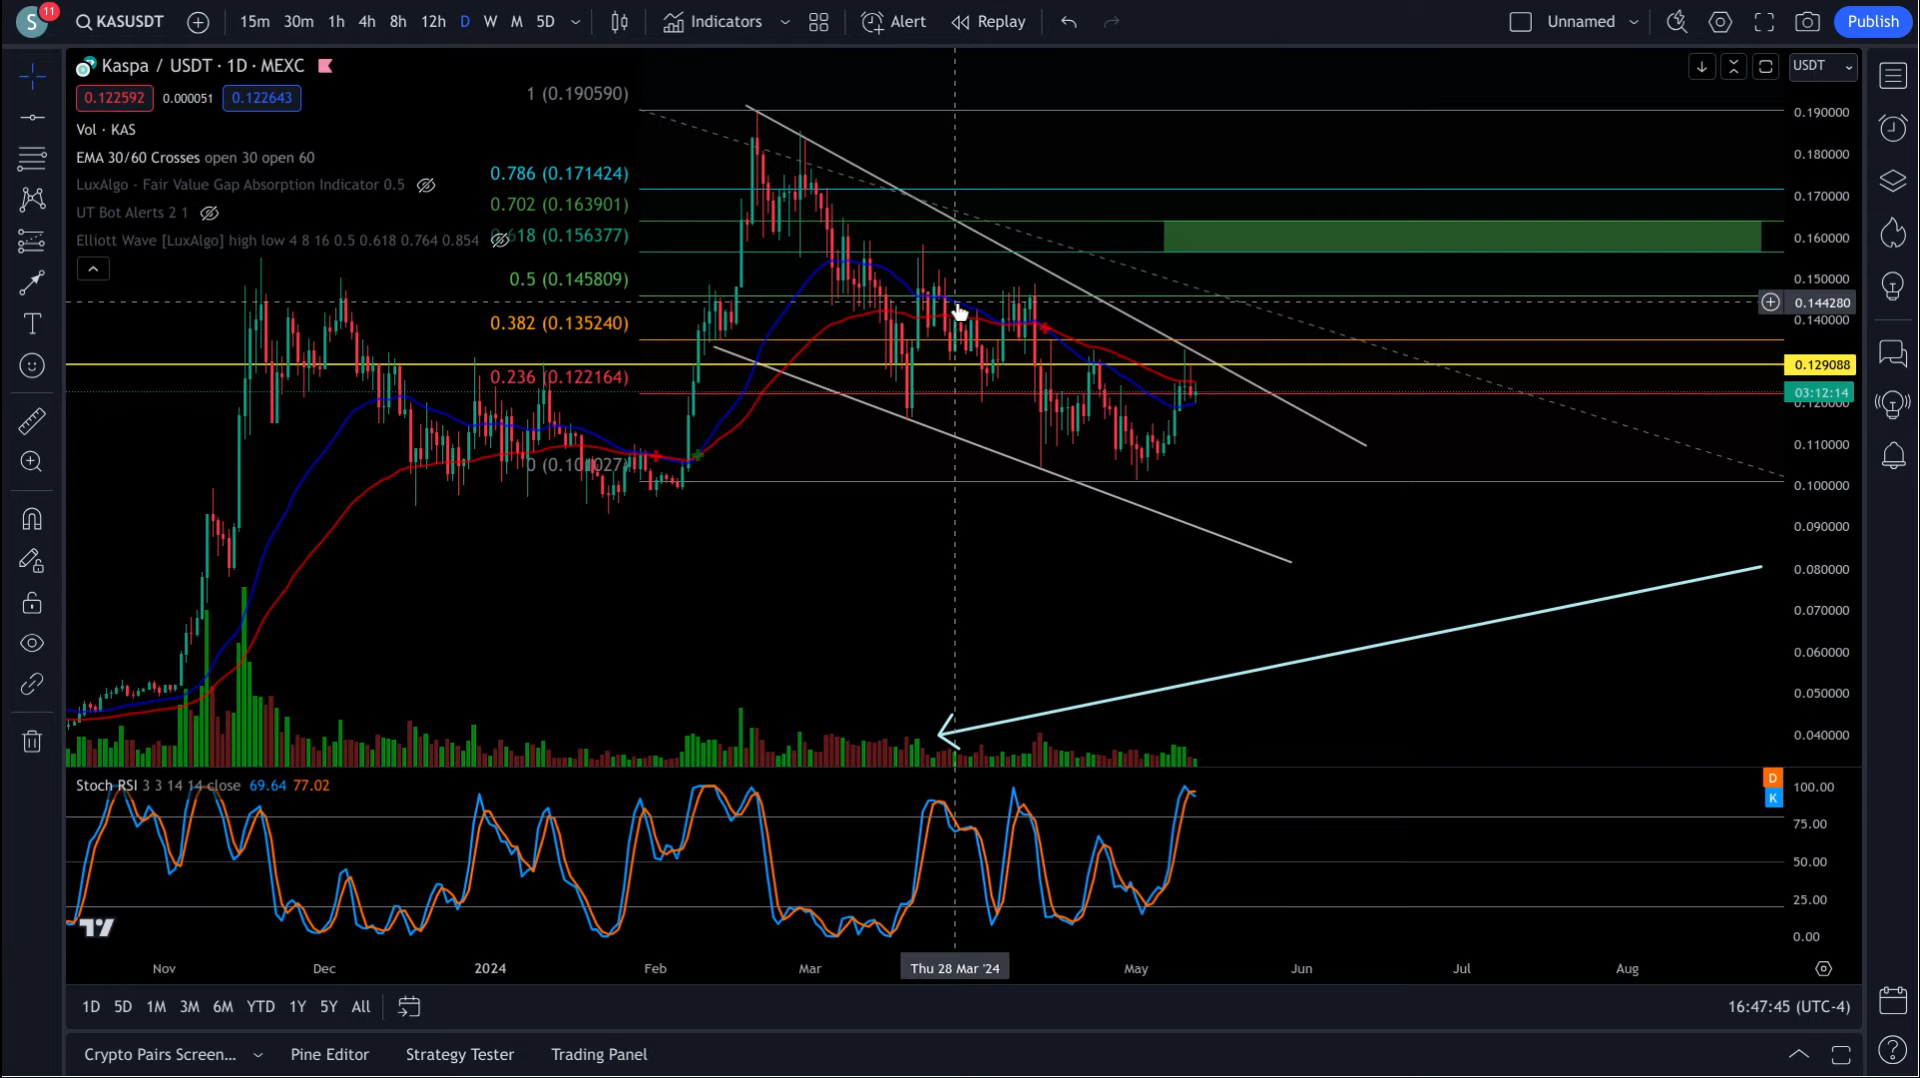 S 11 KASUSDT 15m 30m 1h 4h 8h 12h D W M 5D Indicators Alert Replay Unnamed Publish
Kaspa / USDT · 1D · MEXC
USDT
0.122592 0.000051 0.122643
Vol · KAS
EMA 30/60 Crosses open 30 open 60
LuxAlgo - Fair Value Gap Absorption Indicator 0.5
UT Bot Alerts 2 1
Elliott Wave [LuxAlgo] high low 4 8 16 0.5 0.618 0.764 0.854
1 (0.190590)
0.786 (0.171424)
0.702 (0.163901)
0.618 (0.156377)
0.5 (0.145809)
0.382 (0.135240)
0.236 (0.122164)
0 (0.101027)
0.190000
0.180000
0.170000
0.160000
0.150000
0.144280
0.140000
0.129088
03:12:14
0.120000
0.110000
0.100000
0.090000
0.080000
0.070000
0.060000
0.050000
0.040000
Stoch RSI 3 3 14 14 close 69.64 77.02
D
K
100.00
75.00
50.00
25.00
0.00
Nov Dec 2024 Feb Mar Thu 28 Mar '24 May Jun Jul Aug
1D 5D 1M 3M 6M YTD 1Y 5Y All 16:47:45 (UTC-4)
Crypto Pairs Screen... Pine Editor Strategy Tester Trading Panel